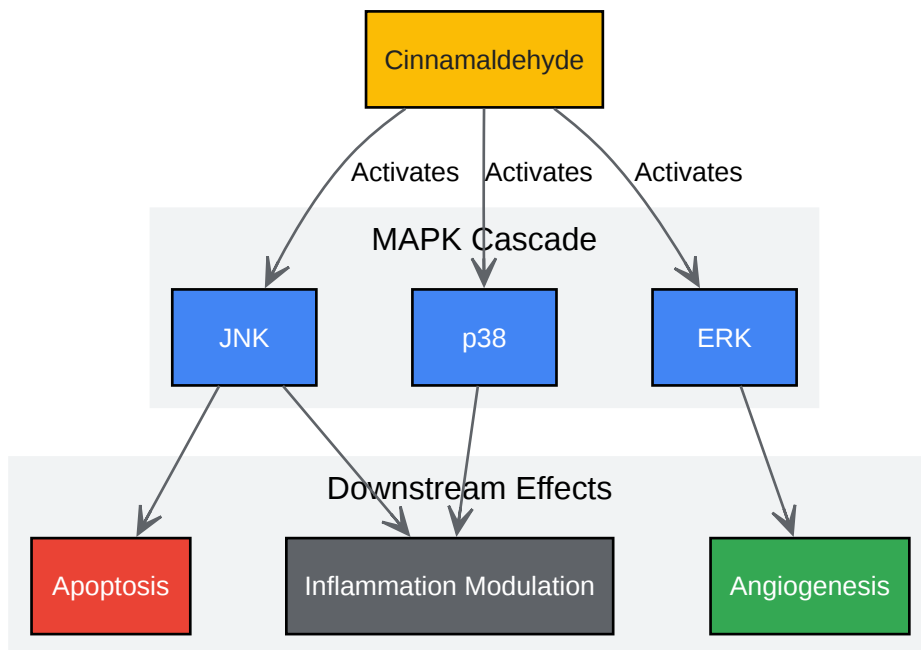 Cinnamaldehyde
Activates Activates Activates
MAPK Cascade
JNK p38 ERK
Downstream Effects
Apoptosis Inflammation Modulation Angiogenesis